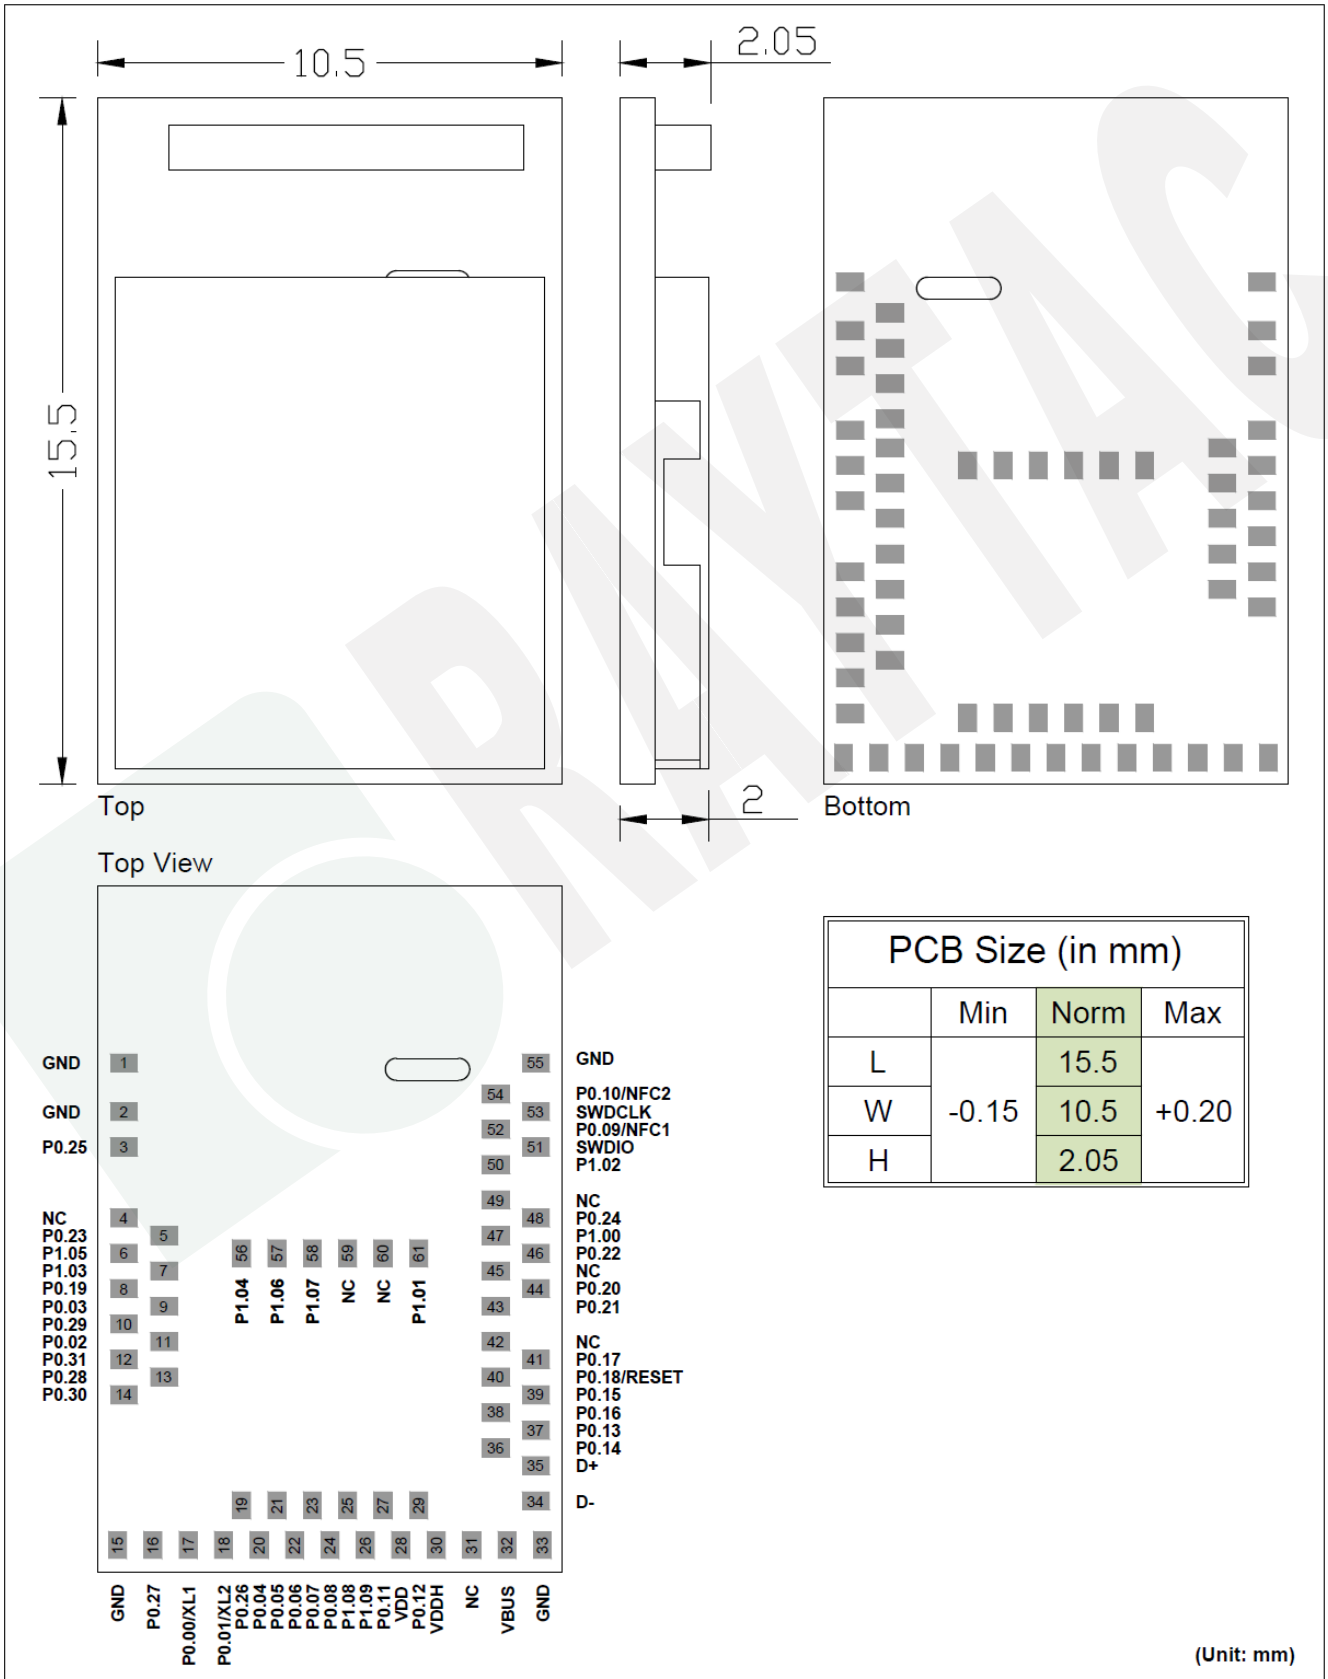 10.5
2.05
15.5
RAYTAC
Top
2
Bottom
Top View
GND 1
GND 2
P0.25 3
NC 4
P0.23 5
P1.05 6
P1.03 7
P0.19 8
P0.03 9
P0.29 10
P0.02 11
P0.31 12
P0.28 13
P0.30 14
56 57 58 59 60 61
P1.04 P1.06 P1.07 NC NC P1.01
55 GND
54 P0.10/NFC2
53 SWDCLK
52 P0.09/NFC1
51 SWDIO
50 P1.02
49 NC
48 P0.24
47 P1.00
46 P0.22
45 NC
44 P0.20
43 P0.21
42 NC
41 P0.17
40 P0.18/RESET
39 P0.15
38 P0.16
37 P0.13
36 P0.14
35 D+
34 D-
19 21 23 25 27 29
15 16 17 18 20 22 24 26 28 30 31 32 33
GND P0.27 P0.00/XL1 P0.01/XL2 P0.26 P0.04 P0.05 P0.06 P0.07 P0.08 P1.08 P1.09 P0.11 VDD P0.12 VDDH NC VBUS GND
PCB Size (in mm)
Min Norm Max
L 15.5
W -0.15 10.5 +0.20
H 2.05
(Unit: mm)